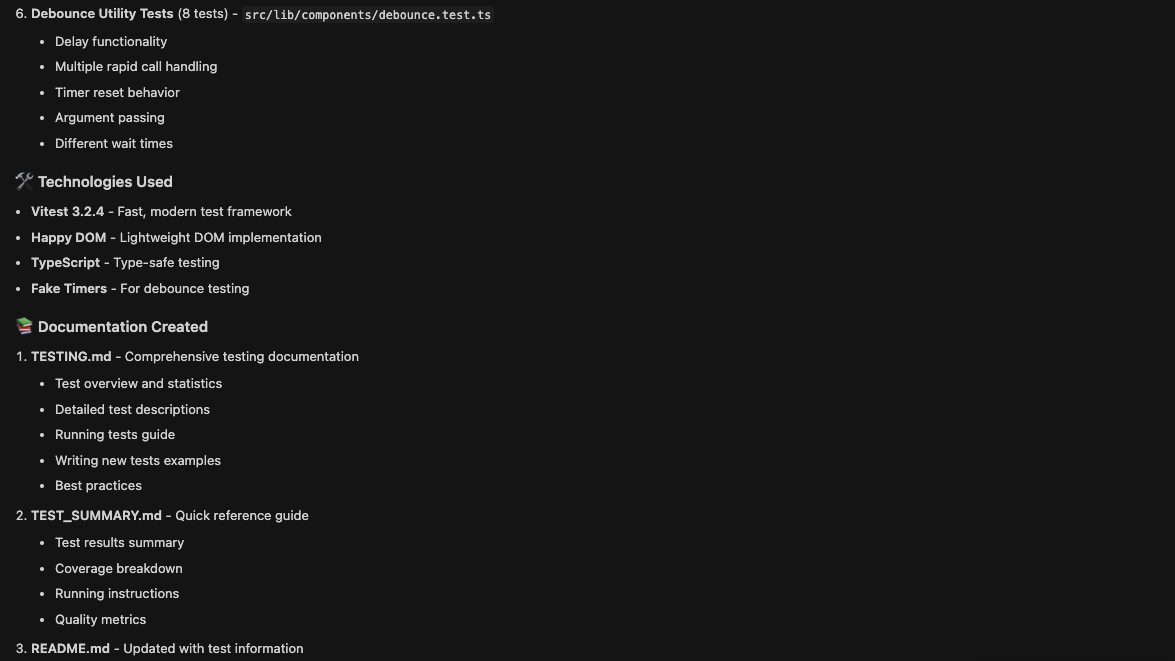 6. Debounce Utility Tests (8 tests) - src/lib/components/debounce.test.ts
• Delay functionality
• Multiple rapid call handling
• Timer reset behavior
• Argument passing
• Different wait times
🛠️ Technologies Used
• Vitest 3.2.4 - Fast, modern test framework
• Happy DOM - Lightweight DOM implementation
• TypeScript - Type-safe testing
• Fake Timers - For debounce testing
📚 Documentation Created
1. TESTING.md - Comprehensive testing documentation
• Test overview and statistics
• Detailed test descriptions
• Running tests guide
• Writing new tests examples
• Best practices
2. TEST_SUMMARY.md - Quick reference guide
• Test results summary
• Coverage breakdown
• Running instructions
• Quality metrics
3. README.md - Updated with test information